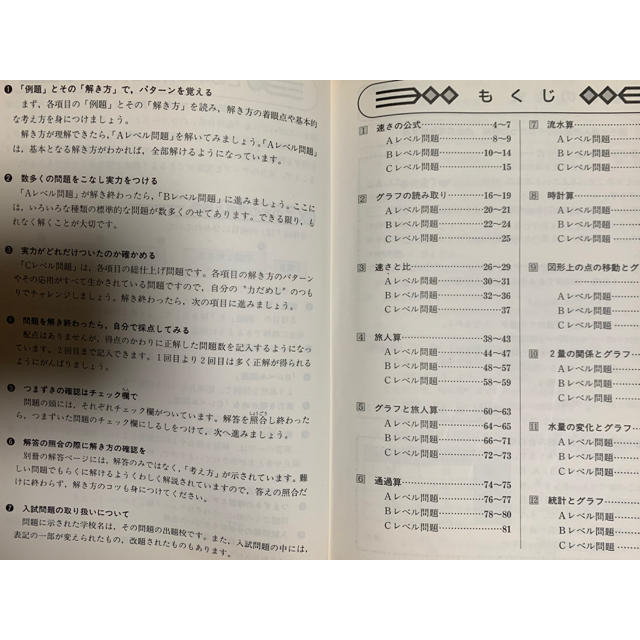 ❶ 「例題」とその「解き方」で，パターンを覚える
まず，各項目の「例題」とその「解き方」を読み，解き方の着眼点や基本的
な考え方を身につけましょう。
解き方が理解できたら，「Aレベル問題」を解いてみましょう。「Aレベル問題」
は，基本となる解き方がわかれば，全部解けるようになっています。
❷ 数多くの問題をこなし実力をつける
「Aレベル問題」が解き終わったら，「Bレベル問題」に進みましょう。ここに
は，いろいろな種類の標準的な問題が数多くのせてあります。できる限り，も
れなく解くことが大切です。
❸ 実力がどれだけついたのか確かめる
「Cレベル問題」は，各項目の総仕上げ問題です。各項目の解き方のパターン
やその応用がすべて生かされている問題ですので，自分の“力だめし”のつも
りでチャレンジしましょう。解き終わったら，次の項目に進みましょう。
❹ 問題を解き終わったら，自分で採点してみる
配点はありませんが，得点のかわりに正解した問題数を記入するようになっ
ています。2回目まで記入できます。1回目より2回目は多く正解が得られる
ようにがんばりましょう。
❺ つまずきの確認はチェック欄で
問題の頭には，それぞれチェック欄がついています。解答を照合し終わった
ら，つまずいた問題のチェック欄にしるしをつけて，次へ進みましょう。
❻ 解答の照合の際に解き方の確認を
別冊の解答ページには，解答のみではなく，「考え方」が示されています。難
しい問題でもらくに解けるようくわしく解説されていますので，答えの照合だ
けに終わらず，解き方のコツも身につけてください。
❼ 入試問題の取り扱いについて
問題に示された学校名は，その問題の出題校です。また，入試問題の中には，
表記の一部が変えられたもの，改題されたものもあります。
もくじ
1 速さの公式……4〜7
Aレベル問題……8〜9
Bレベル問題……10〜14
Cレベル問題……15
2 グラフの読み取り……16〜19
Aレベル問題……20〜21
Bレベル問題……22〜24
Cレベル問題……25
3 速さと比……26〜29
Aレベル問題……30〜31
Bレベル問題……32〜36
Cレベル問題……37
4 旅人算……38〜43
Aレベル問題……44〜47
Bレベル問題……48〜57
Cレベル問題……58〜59
5 グラフと旅人算……60〜63
Aレベル問題……64〜65
Bレベル問題……66〜71
Cレベル問題……72〜73
6 通過算……74〜75
Aレベル問題……76〜77
Bレベル問題……78〜80
Cレベル問題……81
7 流水算……
Aレベル問題……
Bレベル問題……
Cレベル問題……
8 時計算……
Aレベル問題……
Bレベル問題……
Cレベル問題……
9 図形上の点の移動とグ
……
Aレベル問題……
Bレベル問題……
Cレベル問題……
10 2量の関係とグラフ……
Aレベル問題……
Bレベル問題……
Cレベル問題……
11 水量の変化とグラフ……
Aレベル問題……
Bレベル問題……
Cレベル問題……
12 統計とグラフ……
Aレベル問題……
Bレベル問題……
Cレベル問題……